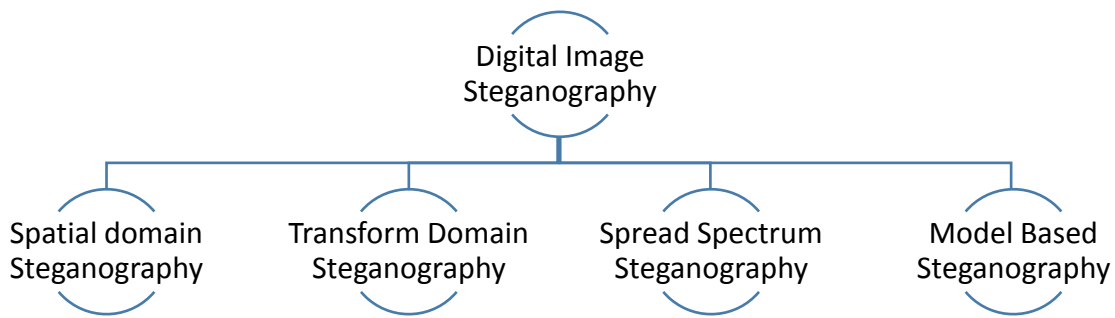 Digital Image
Steganography
Spatial domain
Steganography
Transform Domain
Steganography
Spread Spectrum
Steganography
Model Based
Steganography